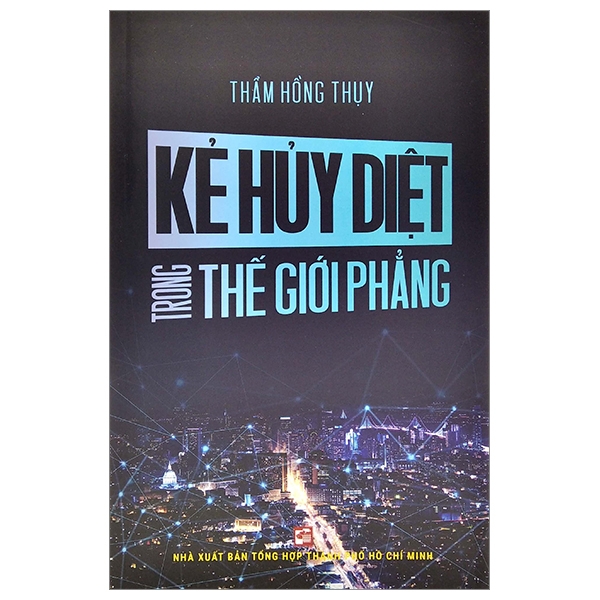 THẨM HỒNG THỤY
KẺ HỦY DIỆT
TRONG THẾ GIỚI PHẲNG
NHÀ XUẤT BẢN TỔNG HỢP THÀNH PHỐ HỒ CHÍ MINH